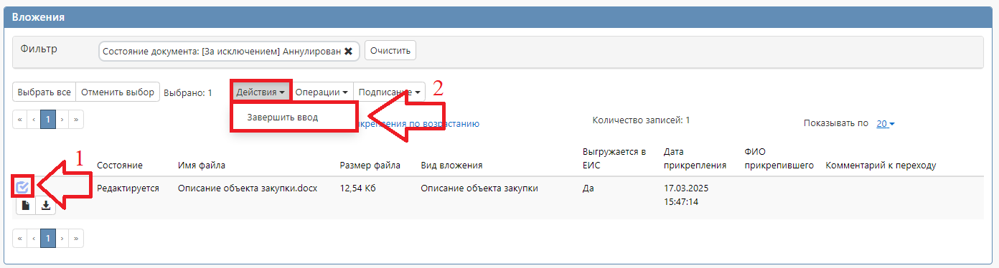 Вложения
Фильтр
Состояние документа: [За исключением] Аннулирован ✖ Очистить
Выбрать все Отменить выбор Выбрано: 1 Действия Операции Подписание 2
Завершить ввод
« ‹ 1 › » по возрастанию Количество записей: 1 Показывать по 20
1
Состояние Имя файла Размер файла Вид вложения Выгружается в ЕИС Дата прикрепления ФИО прикрепившего Комментарий к переходу
Редактируется Описание объекта закупки.docx 12,54 Кб Описание объекта закупки Да 17.03.2025 15:47:14
« ‹ 1 › »